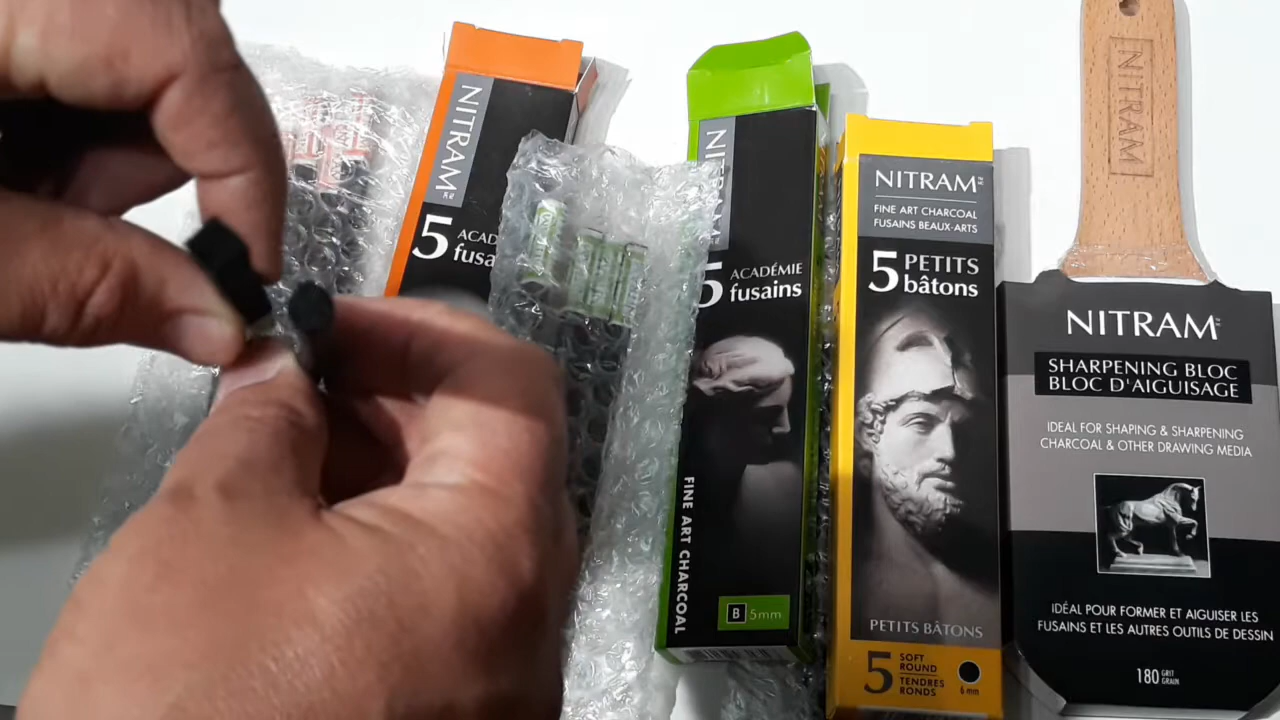 NITRAM
5 ACAD
fusa
NITRAM
5 ACADÉMIE
fusains
FINE ART CHARCOAL
B 5mm
NITRAM
FINE ART CHARCOAL
FUSAINS BEAUX-ARTS
5 PETITS
bâtons
PETITS BÂTONS
5 SOFT
ROUND
TENDRES
RONDS
6 mm
NITRAM
NITRAM
SHARPENING BLOC
BLOC D'AIGUISAGE
IDEAL FOR SHAPING & SHARPENING
CHARCOAL & OTHER DRAWING MEDIA
IDÉAL POUR FORMER ET AIGUISER LES
FUSAINS ET LES AUTRES OUTILS DE DESSIN
180 GRIT
GRAIN